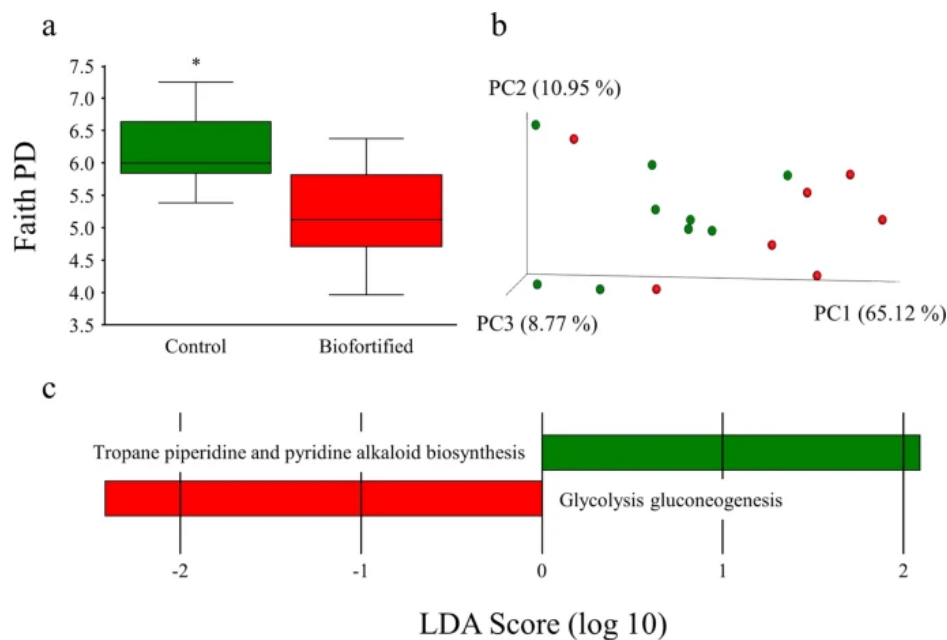 a
Faith PD
7.5
7.0
6.5
6.0
5.5
5.0
4.5
4.0
3.5
*
Control
Biofortified
b
PC2 (10.95 %)
PC1 (65.12 %)
PC3 (8.77 %)
c
Tropane piperidine and pyridine alkaloid biosynthesis
Glycolysis gluconeogenesis
-2
-1
0
1
2
LDA Score (log 10)